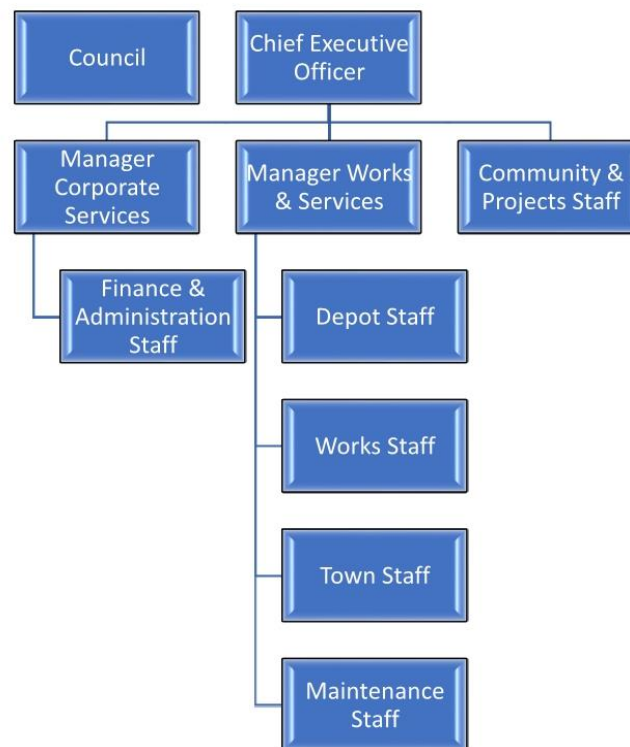 Council
Chief Executive
Officer
Manager
Corporate
Services
Manager Works
& Services
Community &
Projects Staff
Finance &
Administration
Staff
Depot Staff
Works Staff
Town Staff
Maintenance
Staff